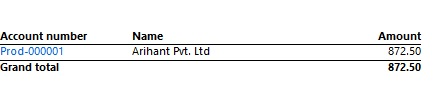 Account number Name Amount
Prod-000001 Arihant Pvt. Ltd 872.50
Grand total 872.50